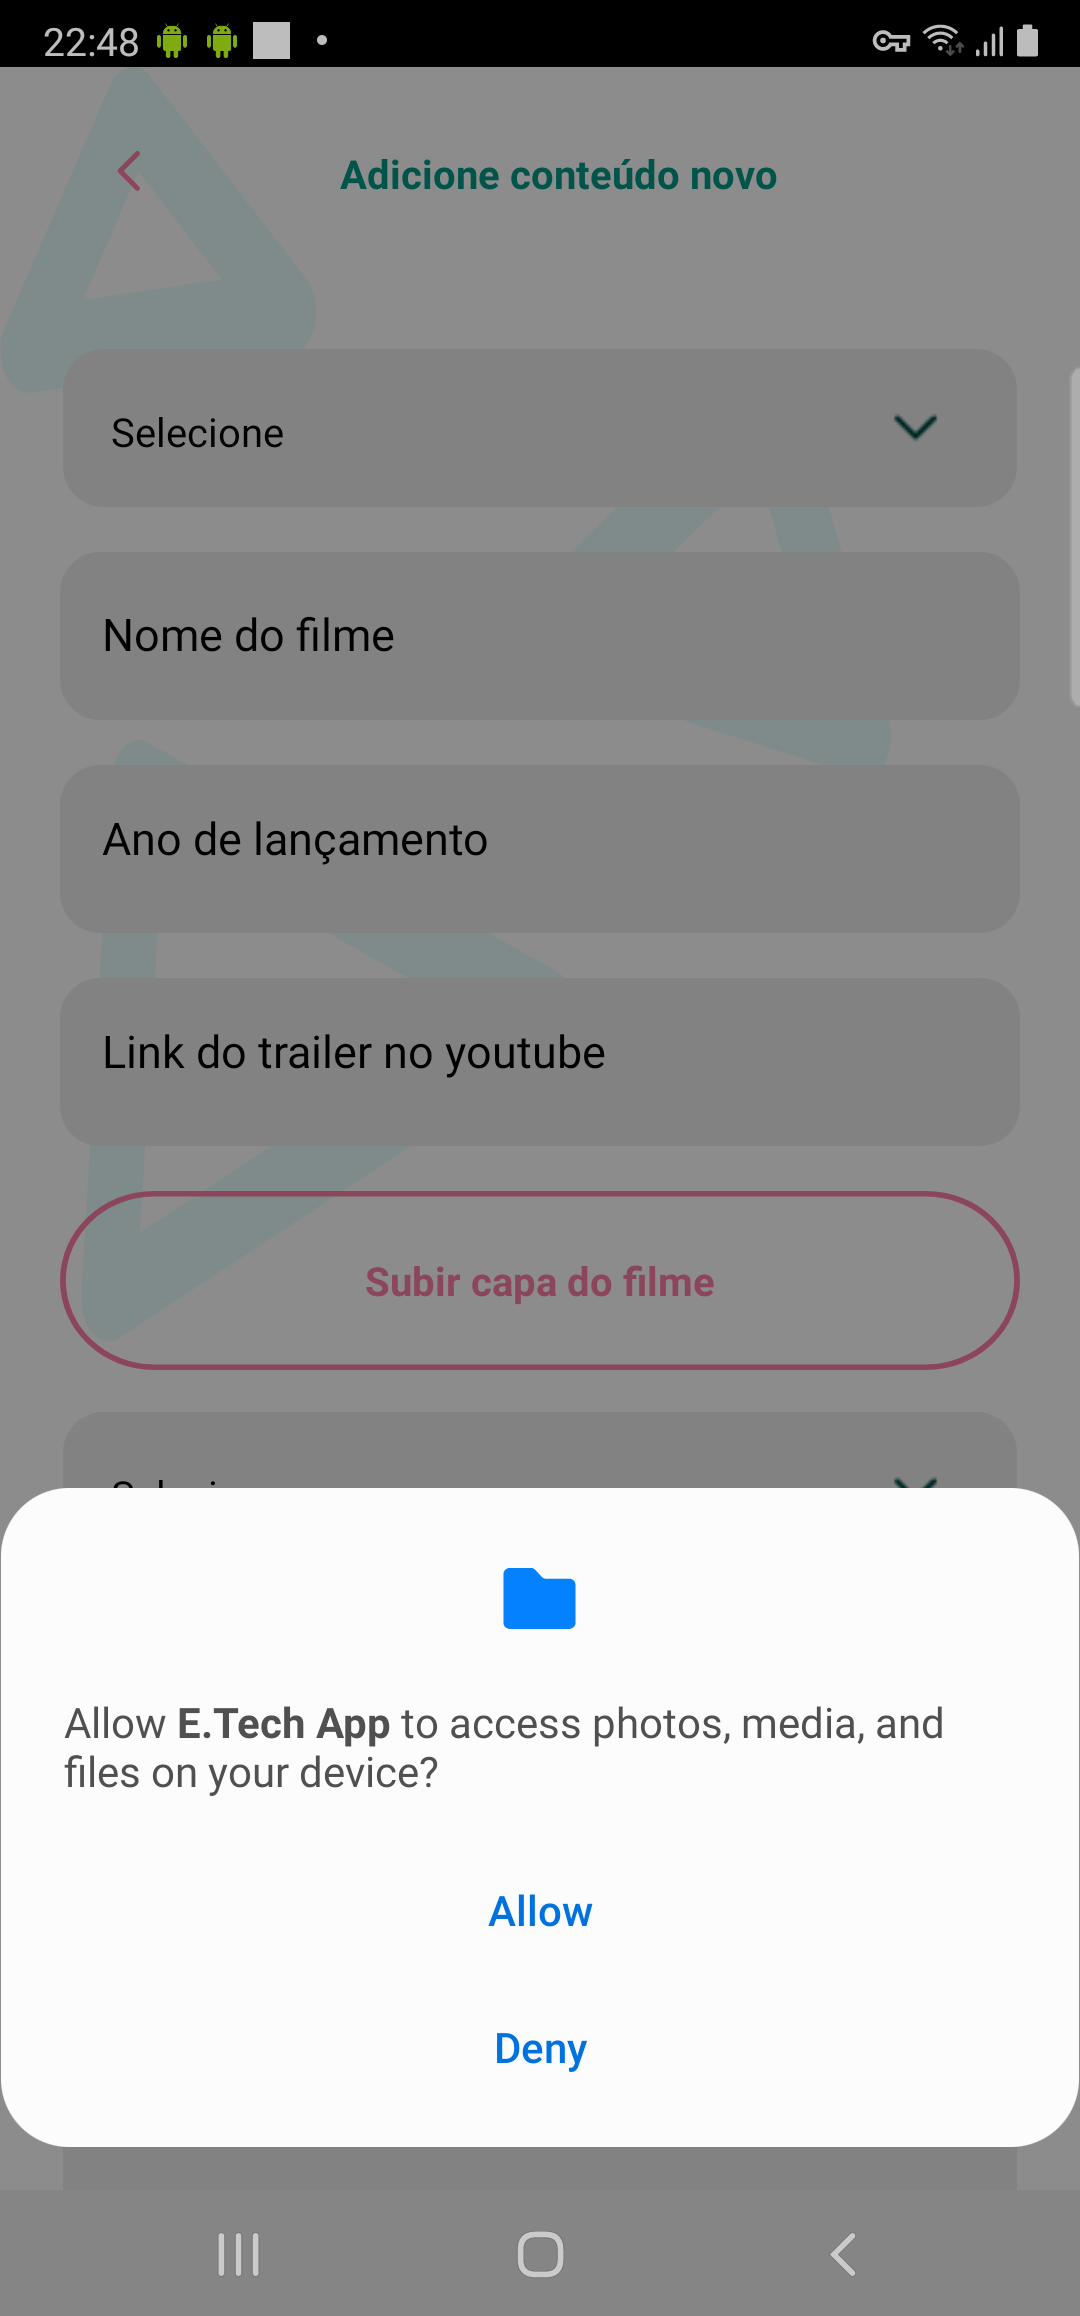 22:48
Adicione conteúdo novo
Selecione
Nome do filme
Ano de lançamento
Link do trailer no youtube
Subir capa do filme
Allow E.Tech App to access photos, media, and
files on your device?
Allow
Deny